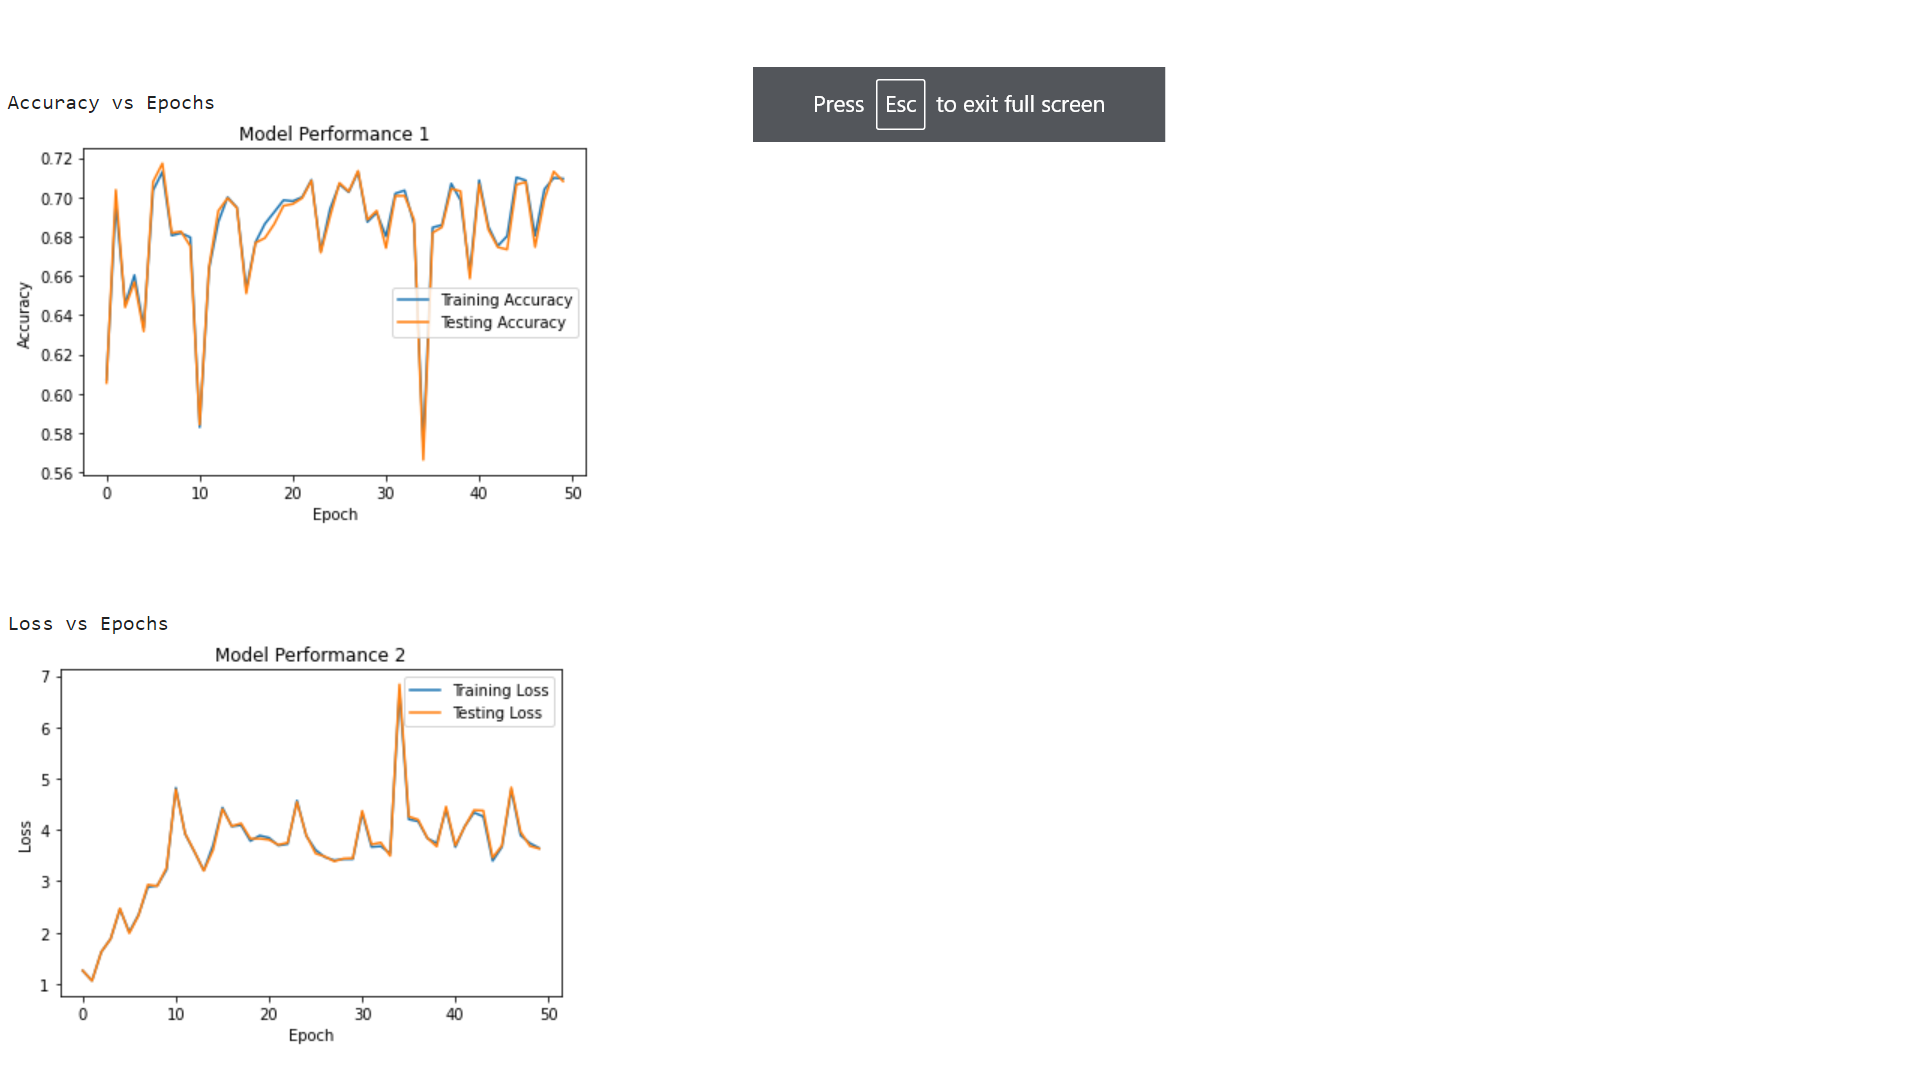 Press Esc to exit full screen
Accuracy vs Epochs
Model Performance 1
0.72
0.70
0.68
0.66
0.64
0.62
0.60
0.58
0.56
Accuracy
Training Accuracy
Testing Accuracy
0 10 20 30 40 50
Epoch
Loss vs Epochs
Model Performance 2
7
6
5
4
3
2
1
Loss
Training Loss
Testing Loss
0 10 20 30 40 50
Epoch